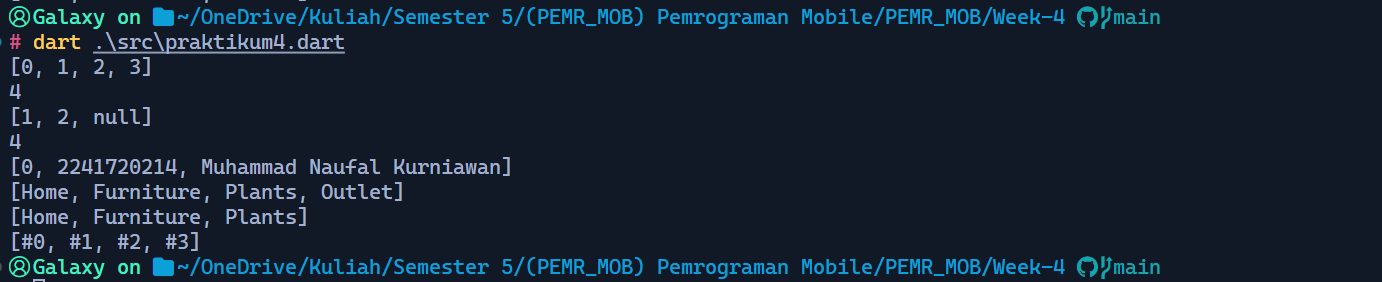 Galaxy on ~/OneDrive/Kuliah/Semester 5/(PEMR_MOB) Pemrograman Mobile/PEMR_MOB/Week-4 main
# dart .\src\praktikum4.dart
[0, 1, 2, 3]
4
[1, 2, null]
4
[0, 2241720214, Muhammad Naufal Kurniawan]
[Home, Furniture, Plants, Outlet]
[Home, Furniture, Plants]
[#0, #1, #2, #3]
Galaxy on ~/OneDrive/Kuliah/Semester 5/(PEMR_MOB) Pemrograman Mobile/PEMR_MOB/Week-4 main